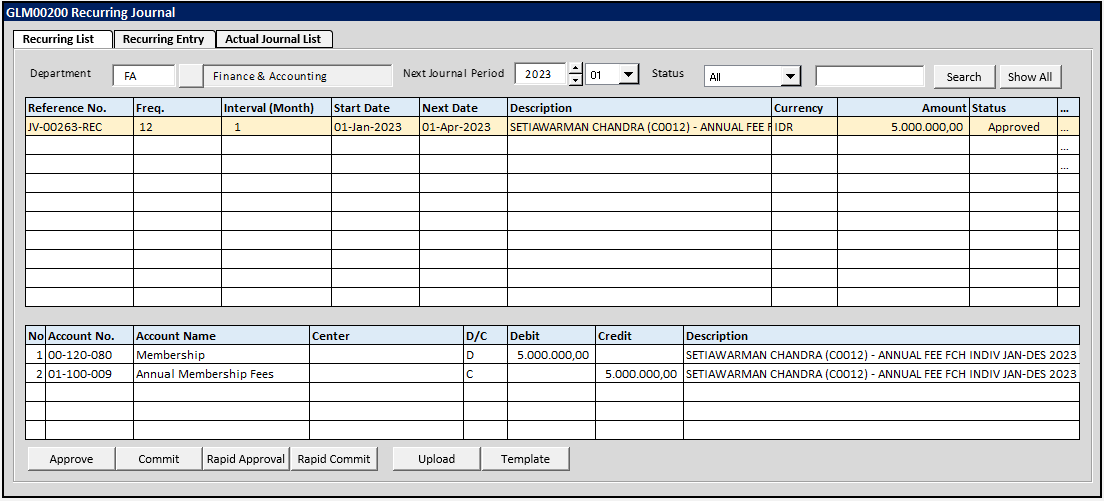 GLM00200 Recurring Journal
Recurring List Recurring Entry Actual Journal List
Department FA Finance & Accounting Next Journal Period 2023 01 Status All Search Show All
Reference No. Freq. Interval (Month) Start Date Next Date Description Currency Amount Status ...
JV-00263-REC 12 1 01-Jan-2023 01-Apr-2023 SETIAWARMAN CHANDRA (C0012) - ANNUAL FEE F IDR 5.000.000,00 Approved ...
...
...
No Account No. Account Name Center D/C Debit Credit Description
1 00-120-080 Membership D 5.000.000,00 SETIAWARMAN CHANDRA (C0012) - ANNUAL FEE FCH INDIV JAN-DES 2023
2 01-100-009 Annual Membership Fees C 5.000.000,00 SETIAWARMAN CHANDRA (C0012) - ANNUAL FEE FCH INDIV JAN-DES 2023
Approve Commit Rapid Approval Rapid Commit Upload Template